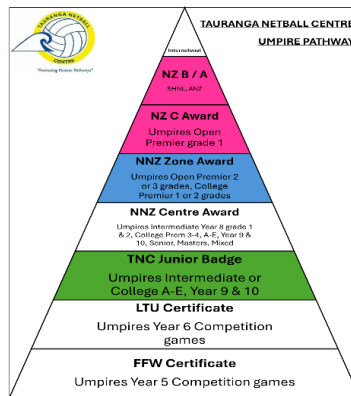 TAURANGA NETBALL CENTRE
UMPIRE PATHWAY
TAURANGA NETBALL
CENTRE
"Promoting Positive Pathways"
International
NZ B / A
SHNL, ANZ
NZ C Award
Umpires Open
Premier grade 1
NNZ Zone Award
Umpires Open Premier 2
or 3 grades, College
Premier 1 or 2 grades
NNZ Centre Award
Umpires Intermediate Year 8 grade 1
& 2, College Prem 3-4, A-E, Year 9 &
10, Senior, Masters, Mixed
TNC Junior Badge
Umpires Intermediate or
College A-E, Year 9 & 10
LTU Certificate
Umpires Year 6 Competition
games
FFW Certificate
Umpires Year 5 Competition games